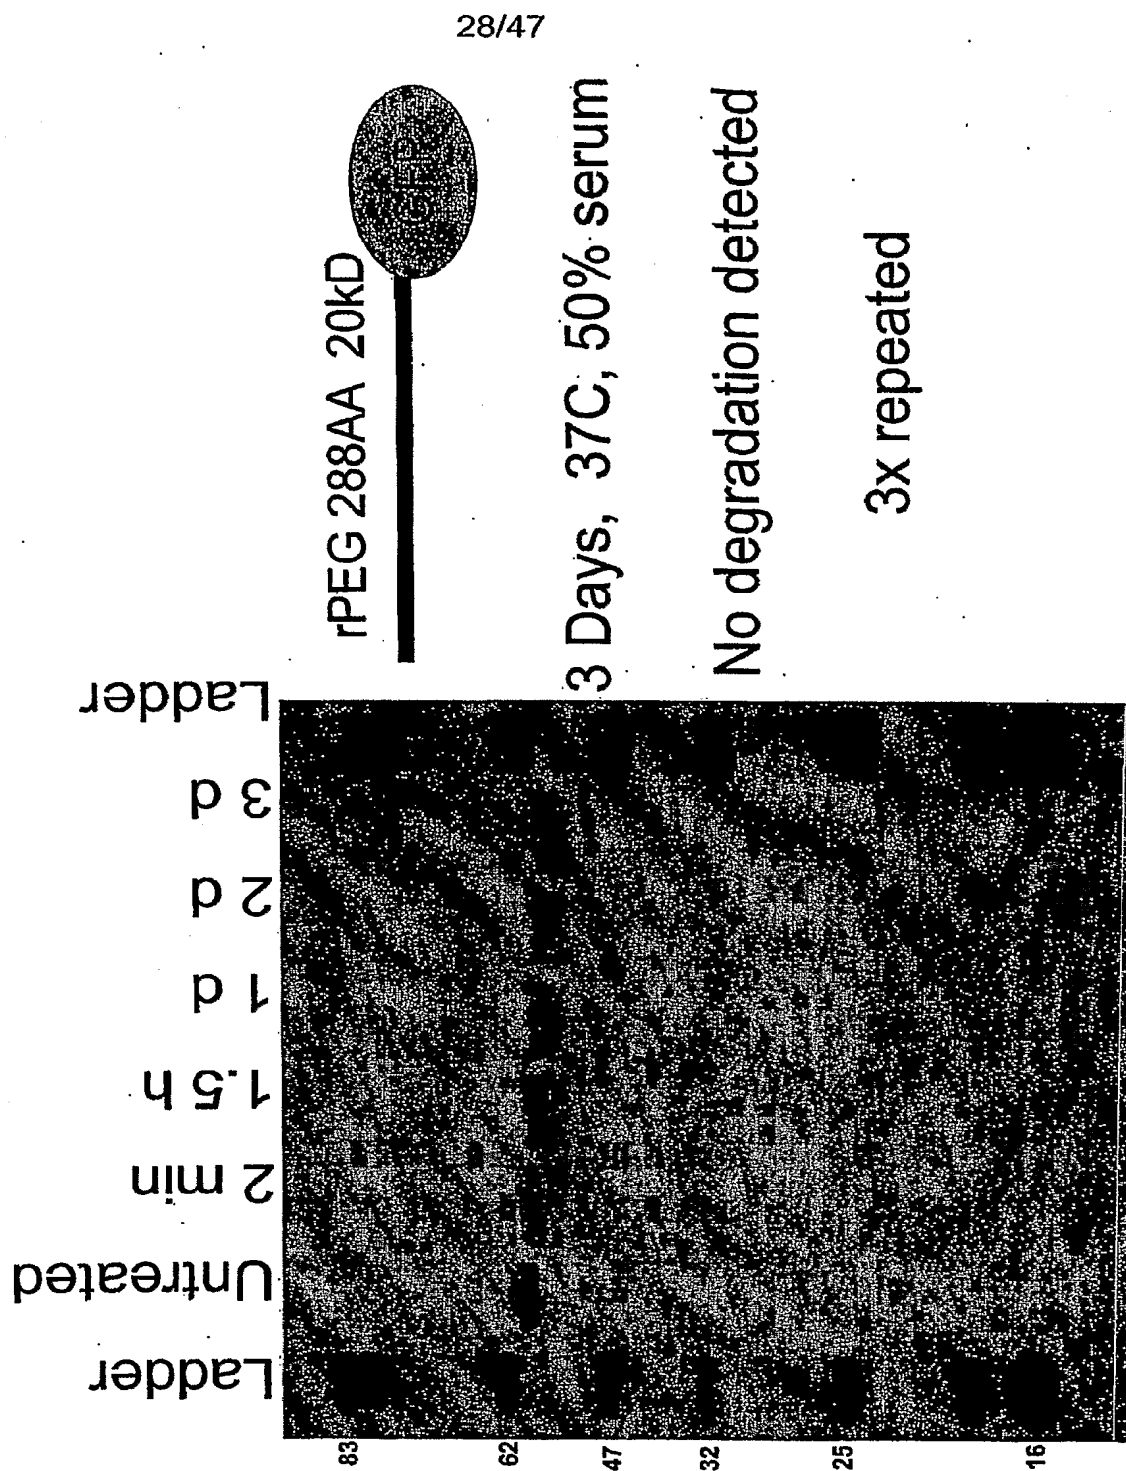 28/47
rPEG 288AA 20kD
GFP
3 Days, 37C, 50% serum
No degradation detected
3x repeated
Ladder
Untreated
2 min
1.5 h
1 d
2 d
3 d
Ladder
83
62
47
32
25
16